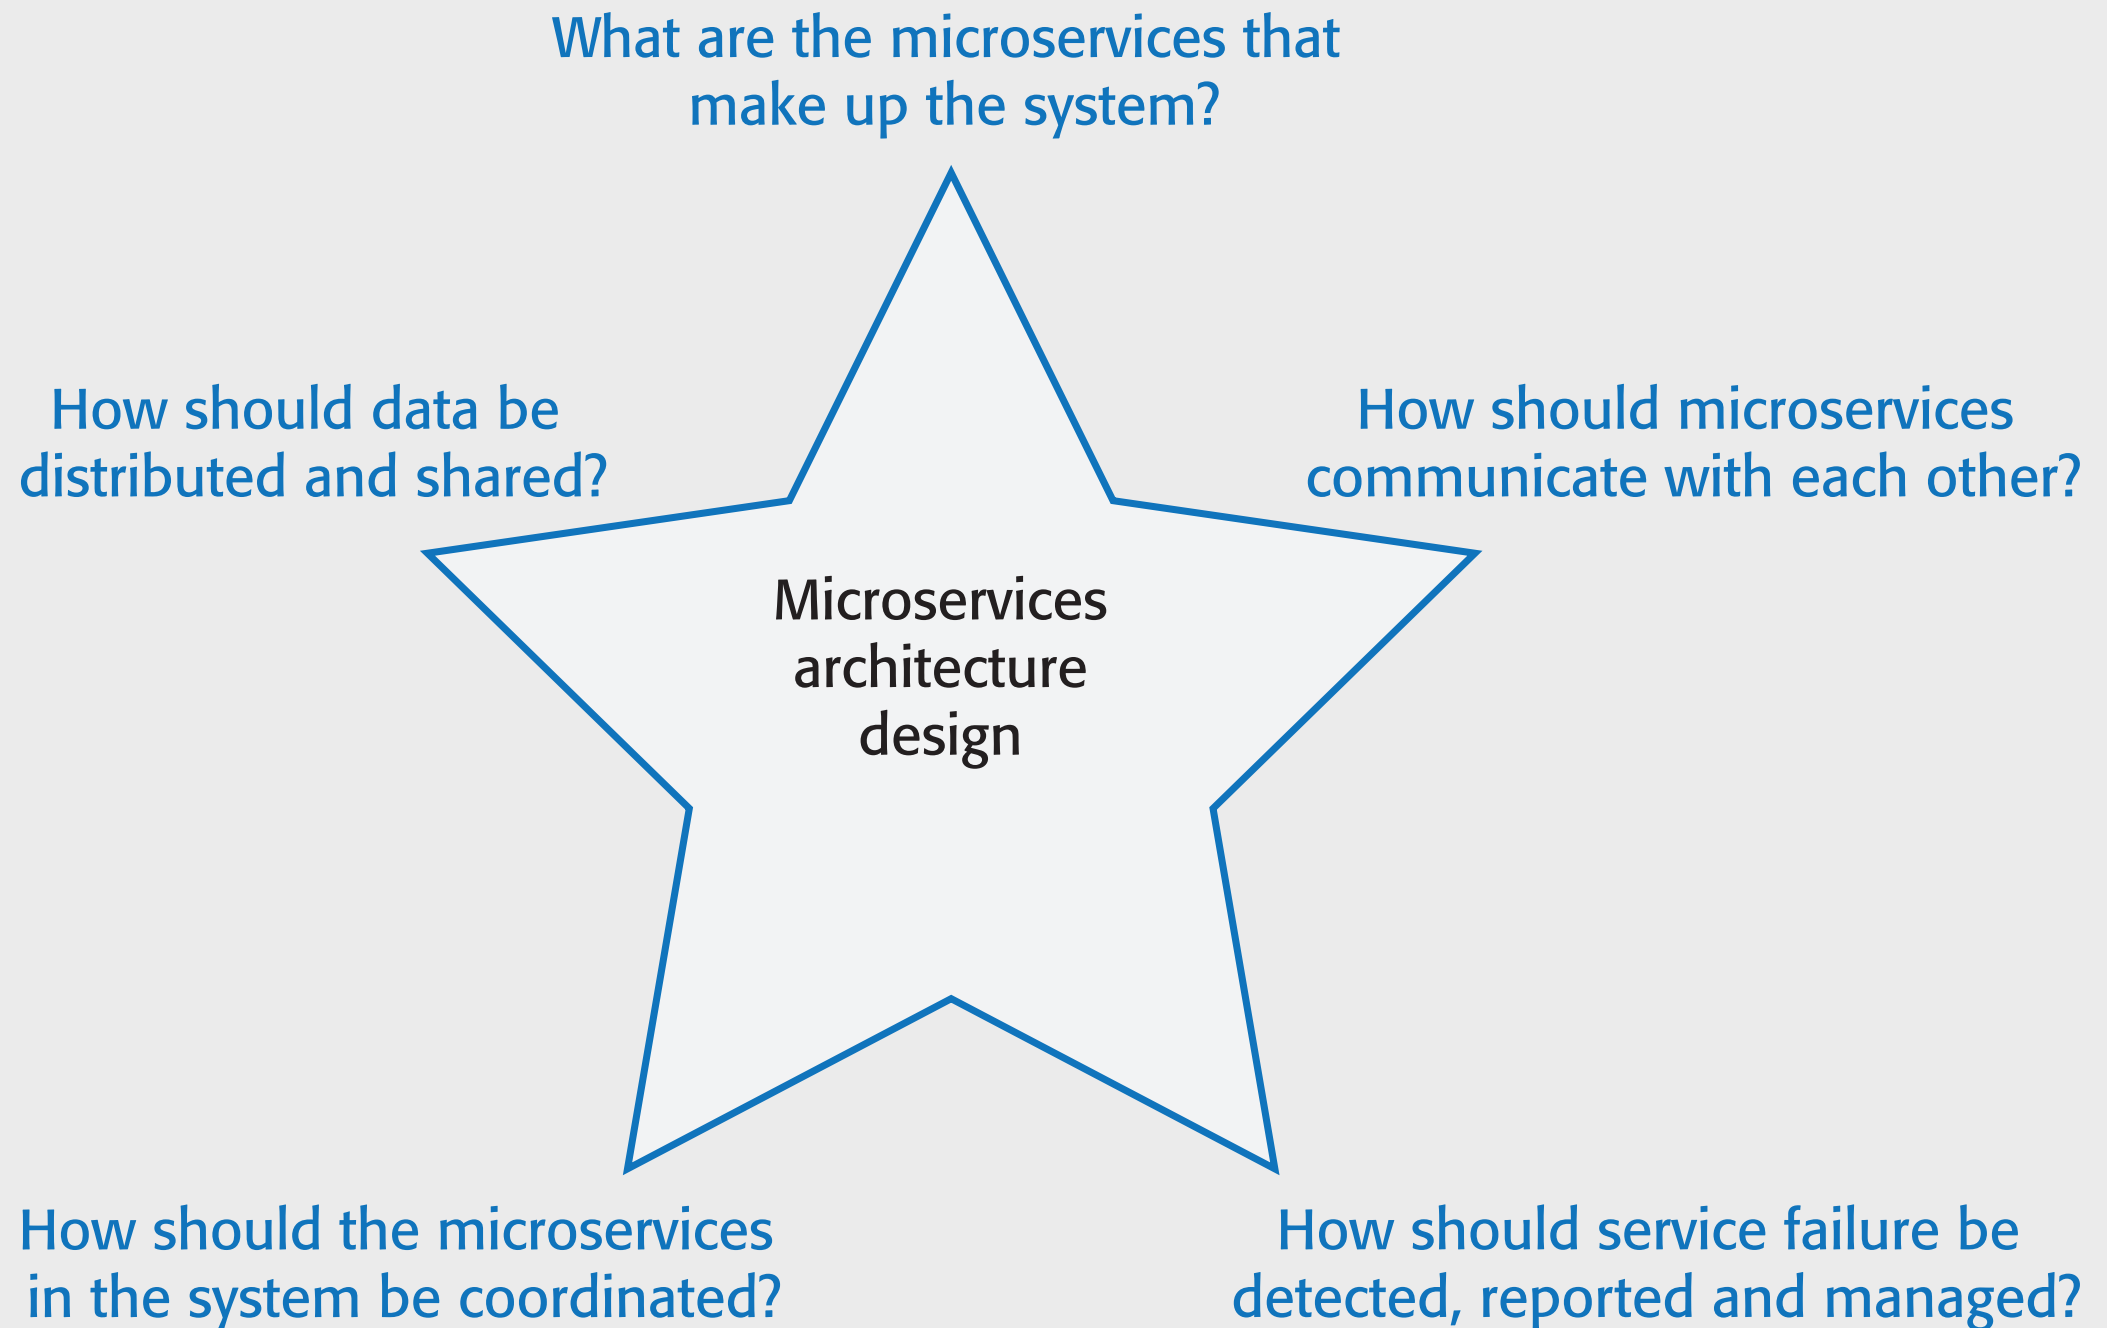 What are the microservices that
make up the system?
How should data be
distributed and shared?
How should microservices
communicate with each other?
Microservices
architecture
design
How should the microservices
in the system be coordinated?
How should service failure be
detected, reported and managed?